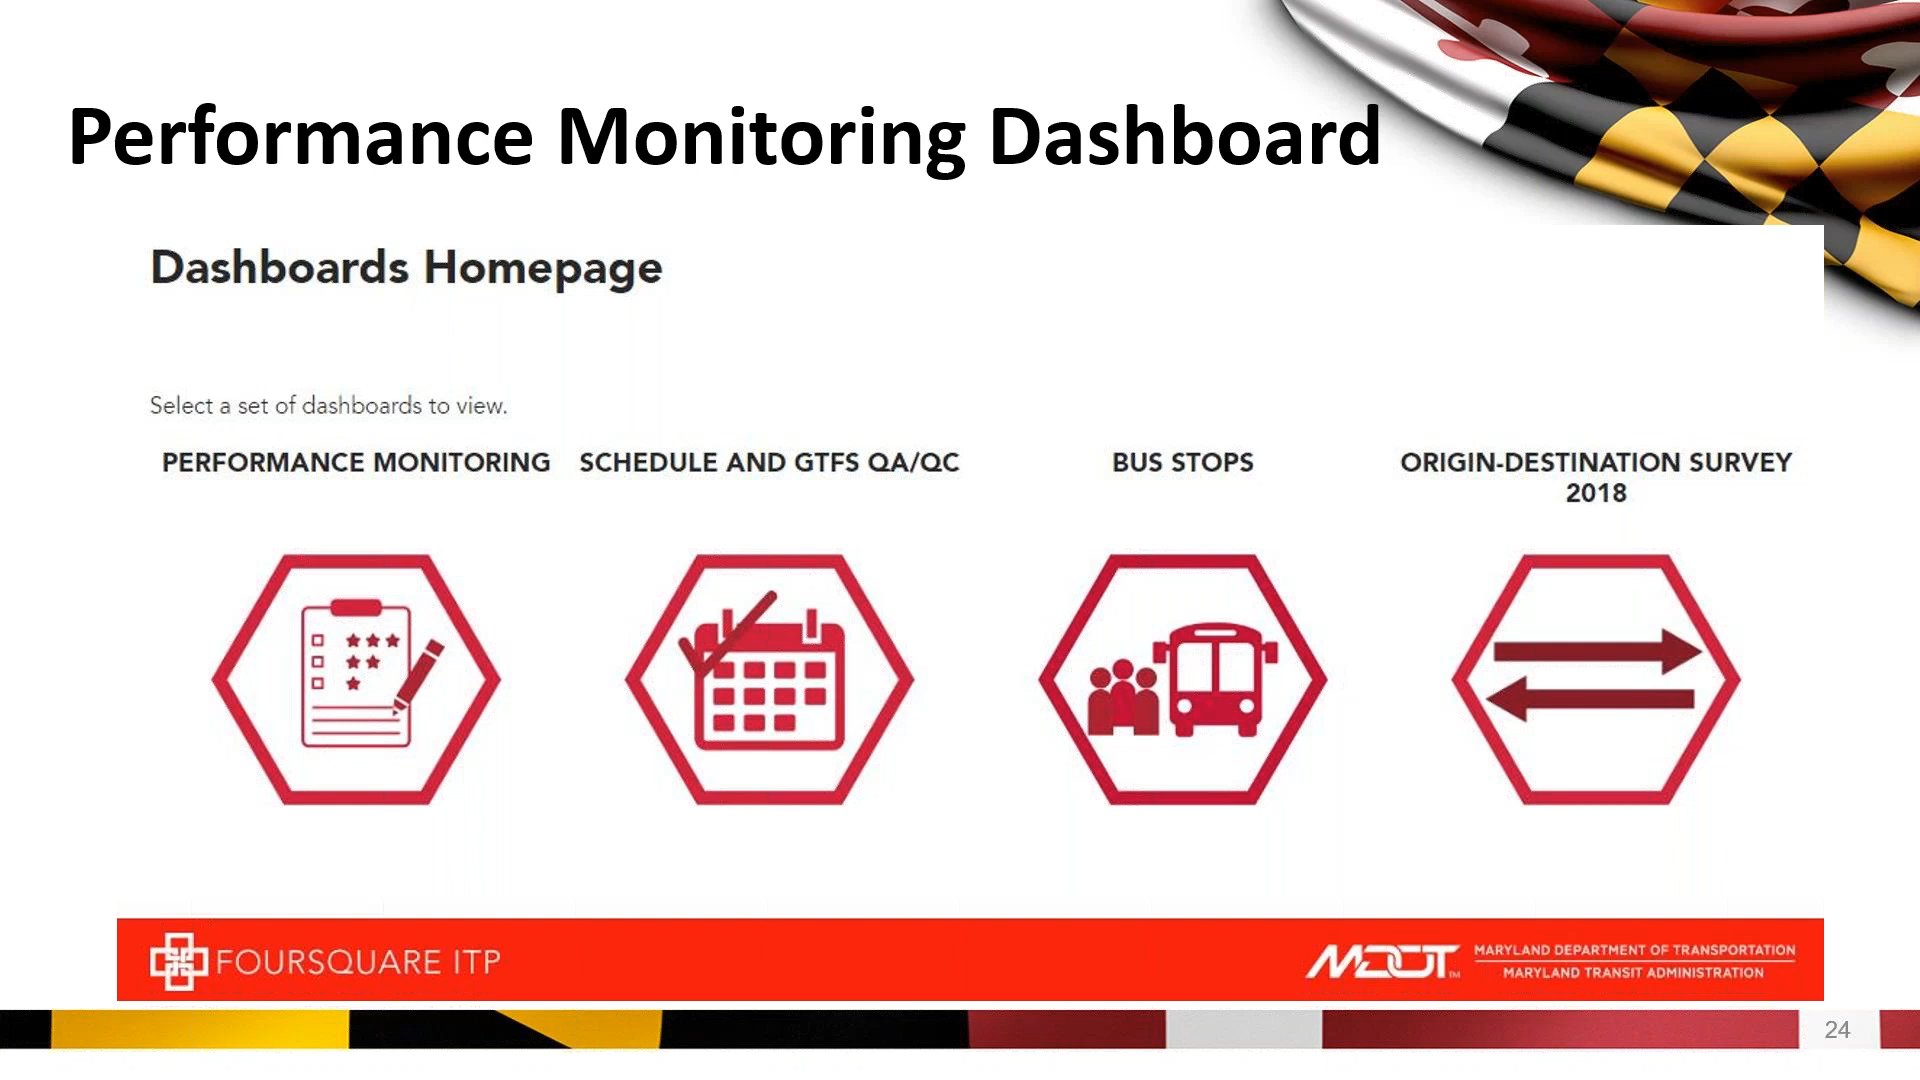 Performance Monitoring Dashboard
Dashboards Homepage
Select a set of dashboards to view.
PERFORMANCE MONITORING
SCHEDULE AND GTFS QA/QC
BUS STOPS
ORIGIN-DESTINATION SURVEY
2018
FOURSQUARE ITP
MDOT TM
MARYLAND DEPARTMENT OF TRANSPORTATION
MARYLAND TRANSIT ADMINISTRATION
24